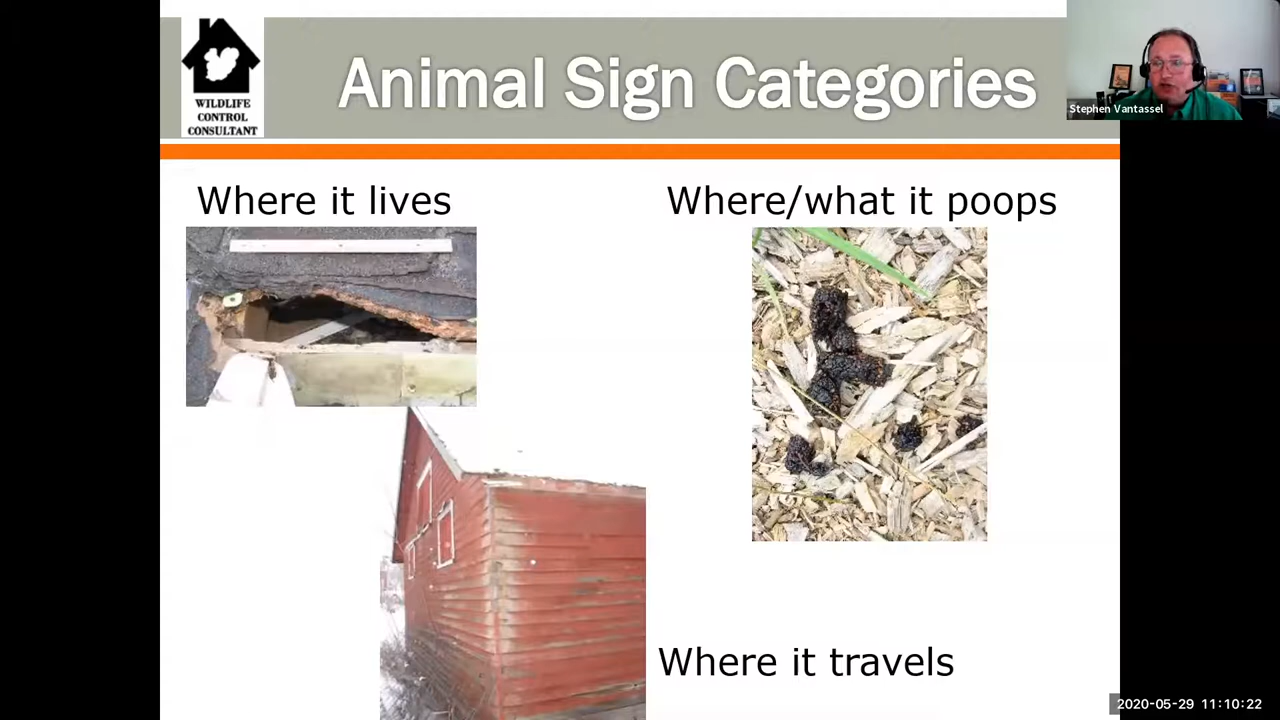 WILDLIFE
CONTROL
CONSULTANT
Animal Sign Categories
Stephen Vantassel
Where it lives
Where/what it poops
Where it travels
2020-05-29 11:10:22